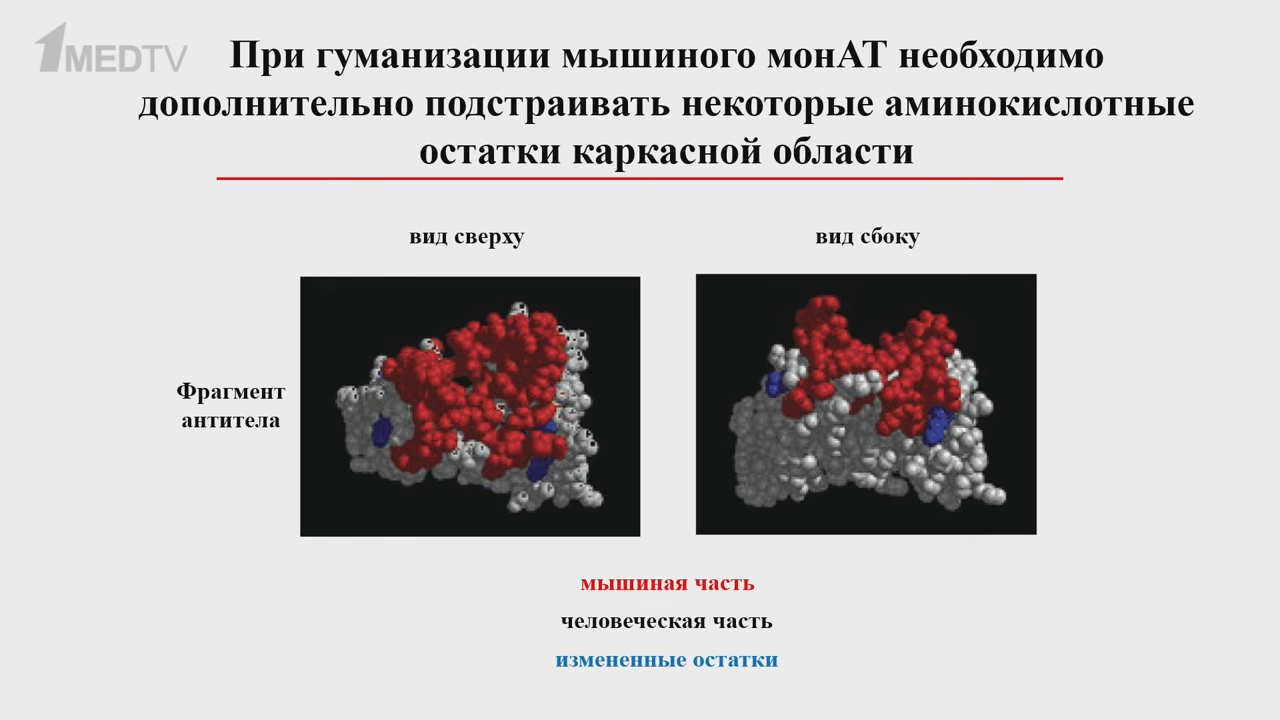 1MEDTV
При гуманизации мышиного монАТ необходимо
дополнительно подстраивать некоторые аминокислотные
остатки каркасной области
вид сверху
вид сбоку
Фрагмент
антитела
мышиная часть
человеческая часть
измененные остатки